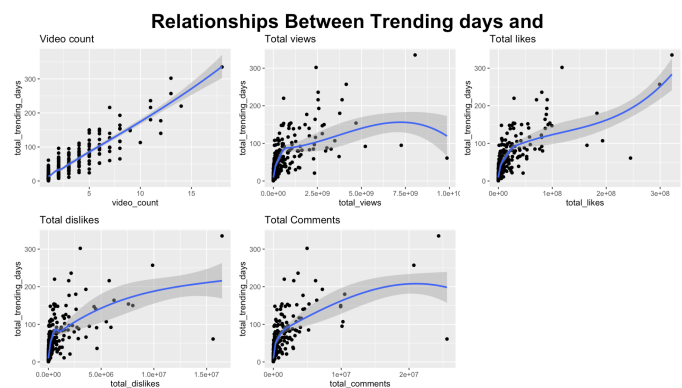 Relationships Between Trending days and
Video count
total_trending_days
300
200
100
0
5
10
15
video_count
Total views
total_trending_days
300
200
100
0
0.0e+00
2.5e+09
5.0e+09
7.5e+09
1.0e+10
total_views
Total likes
total_trending_days
300
200
100
0
0e+00
1e+08
2e+08
3e+08
total_likes
Total dislikes
total_trending_days
300
200
100
0
0.0e+00
5.0e+06
1.0e+07
1.5e+07
total_dislikes
Total Comments
total_trending_days
300
200
100
0
0e+00
1e+07
2e+07
total_comments